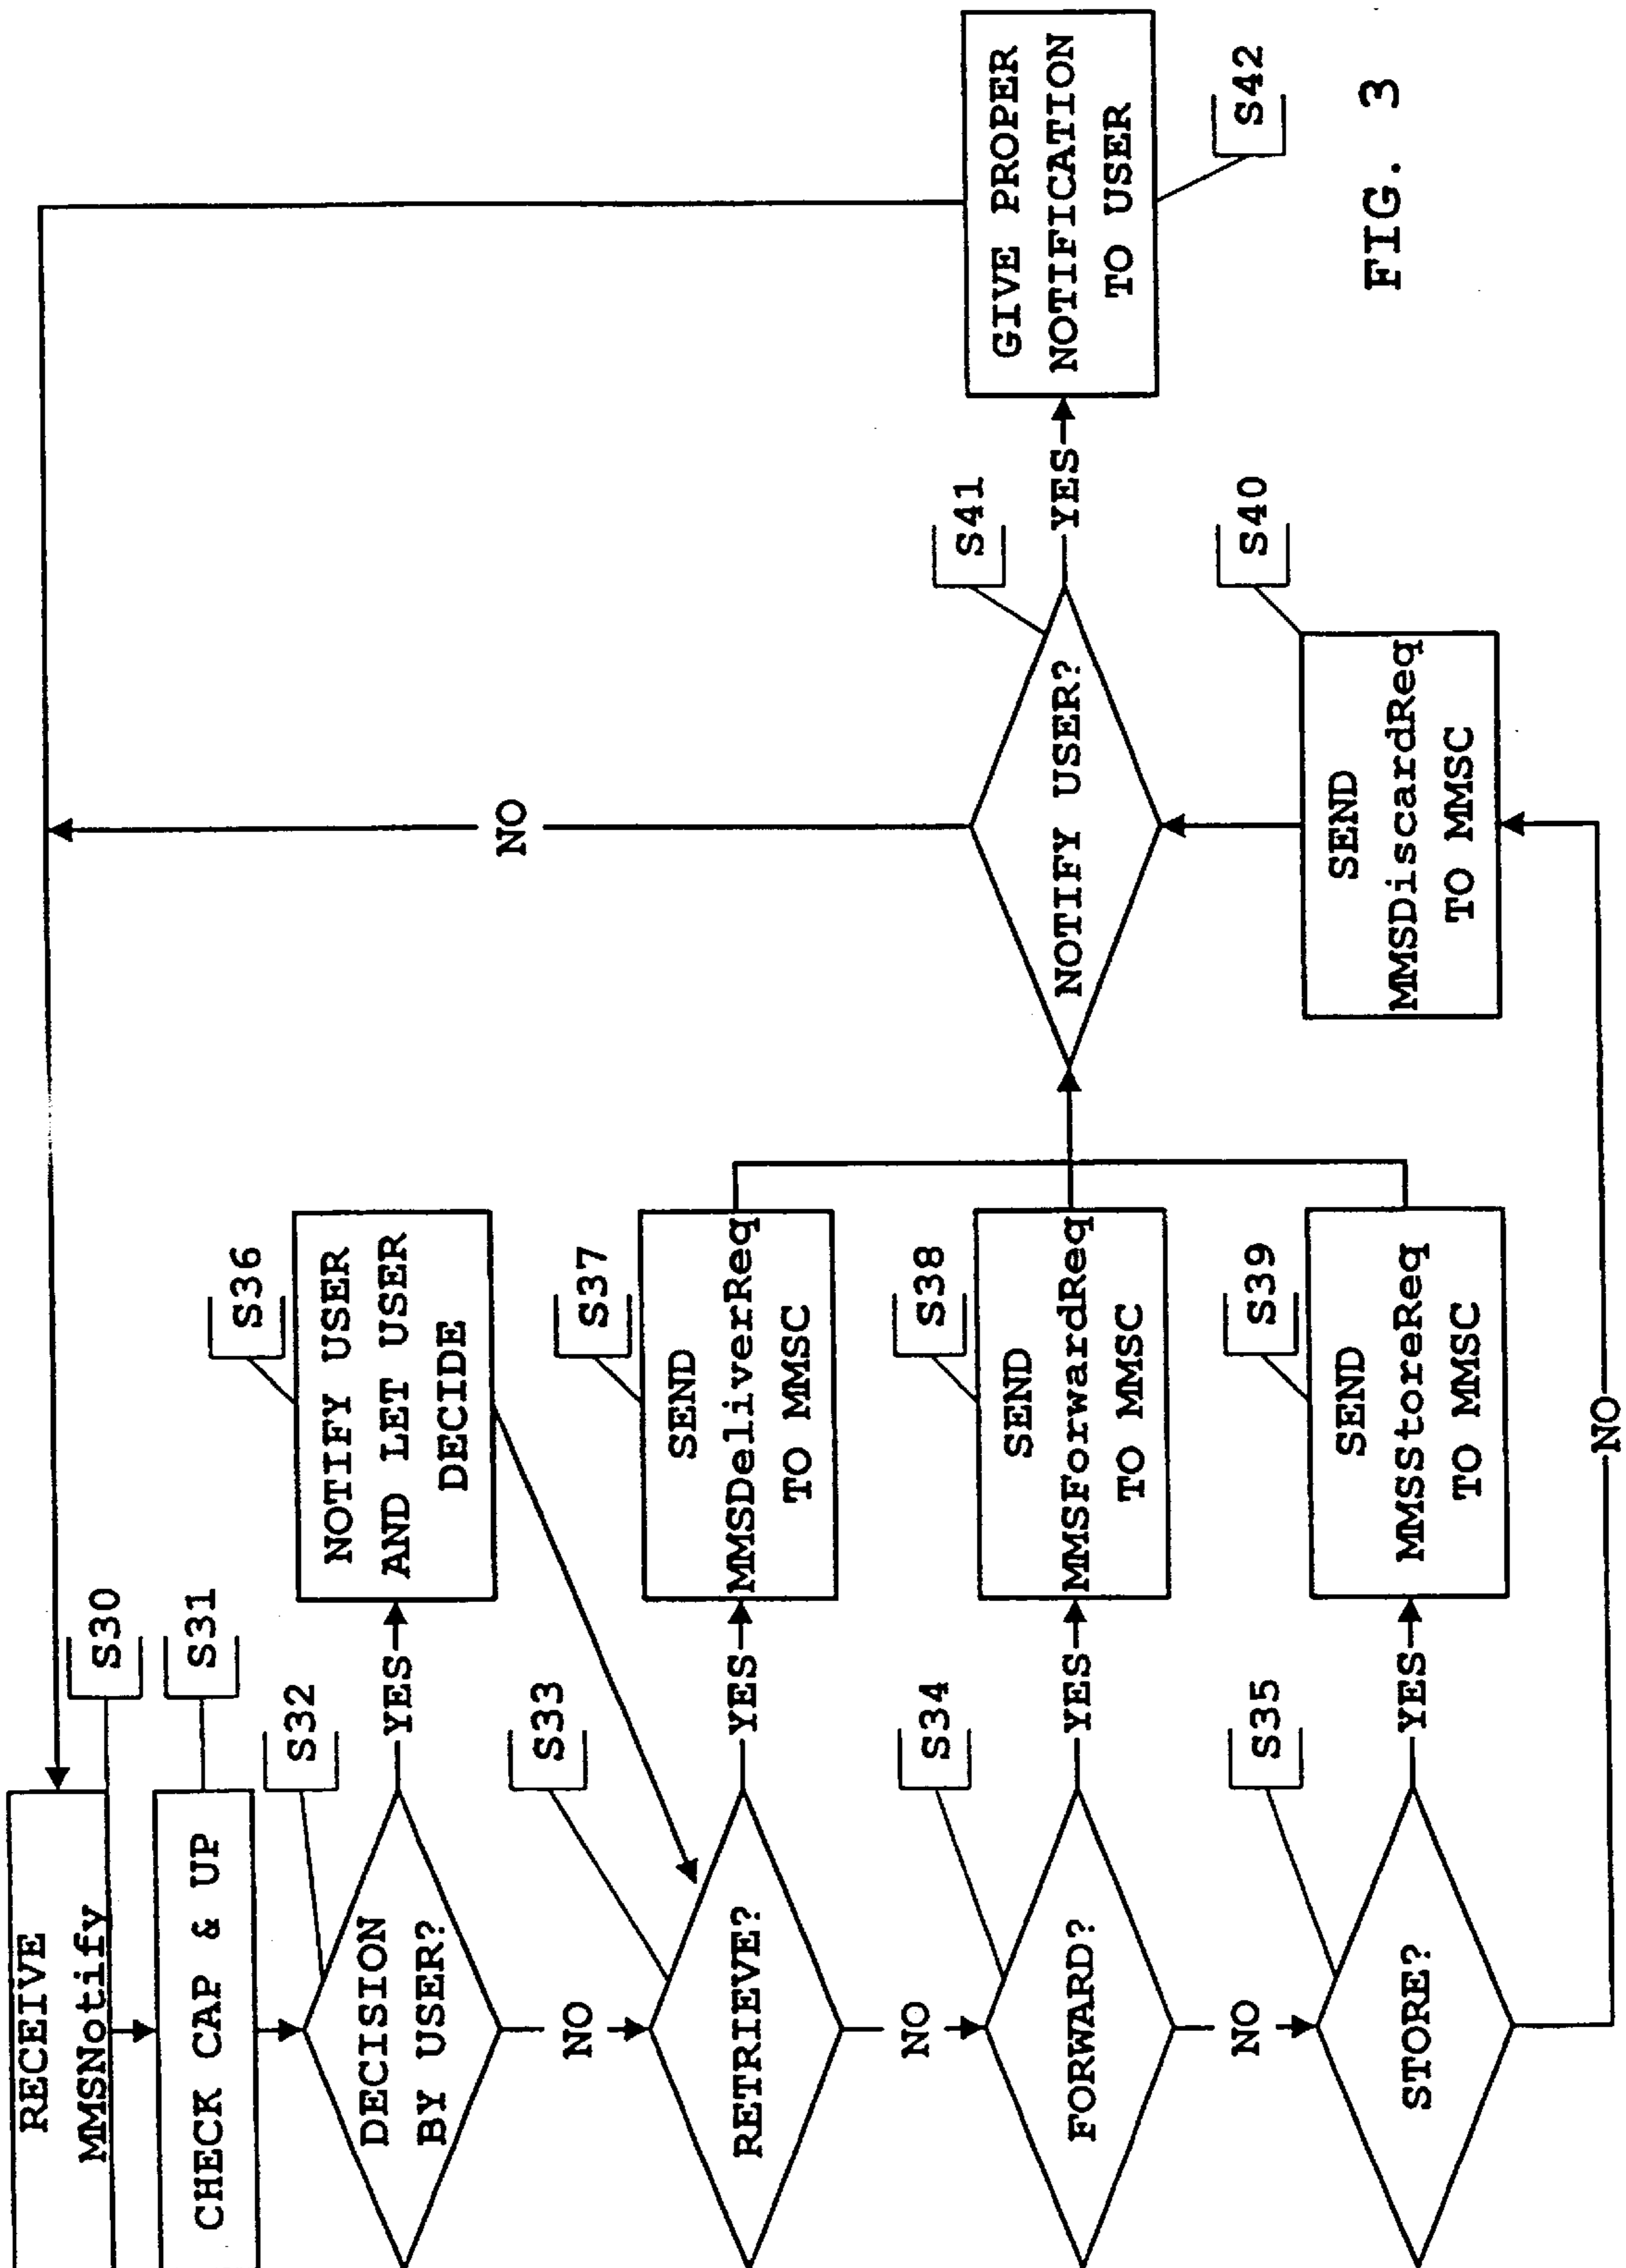 RECEIVE
MMSNotify
S30
CHECK CAP & UP
S31
DECISION
BY USER?
S32
YES
NOTIFY USER
AND LET USER
DECIDE
S36
NO
RETRIEVE?
S33
YES
SEND
MMSDeliverReq
TO MMSC
S37
NO
FORWARD?
S34
YES
SEND
MMSForwardReq
TO MMSC
S38
NO
STORE?
S35
YES
SEND
MMSStoreReq
TO MMSC
S39
NO
SEND
MMSDiscardReq
TO MMSC
S40
NOTIFY USER?
S41
NO
YES
GIVE PROPER
NOTIFICATION
TO USER
S42
FIG. 3